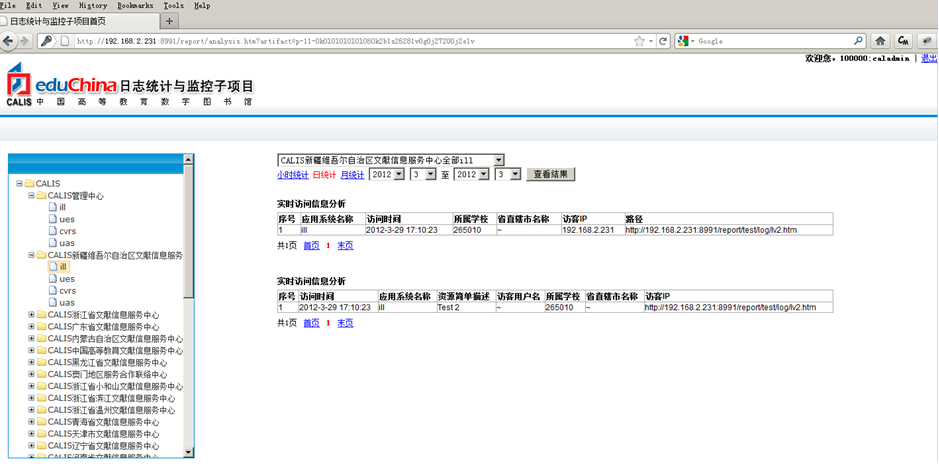 File Edit View History Bookmarks Tools Help
日志统计与监控子项目首页 +
Google
欢迎您，100000:caladmin | 退出
eduChina 日志统计与监控子项目
CALIS 中国高等教育数字图书馆
CALIS
CALIS管理中心
ill
ues
cvrs
uas
CALIS新疆维吾尔自治区文献信息服务
ill
ues
cvrs
uas
CALIS浙江省文献信息服务中心
CALIS广东省文献信息服务中心
CALIS内蒙古自治区文献信息服务中心
CALIS中国高等教育文献信息服务中心
CALIS黑龙江省文献信息服务中心
CALIS澳门地区服务合作联络中心
CALIS浙江省小和山文献信息服务中心
CALIS浙江省滨江文献信息服务中心
CALIS浙江省温州文献信息服务中心
CALIS青海省文献信息服务中心
CALIS天津市文献信息服务中心
CALIS辽宁省文献信息服务中心
CALIS河南省文献信息服务中心
CALIS新疆维吾尔自治区文献信息服务中心全部ill
小时统计 日统计 月统计 2012 3 至 2012 3 查看结果
实时访问信息分析
序号 应用系统名称 访问时间 所属学校 省直辖市名称 访客IP 路径
1 ill 2012-3-29 17:10:23 265010 ~ 192.168.2.231 http://192.168.2.231:8991/report/test/log/lv2.htm
共1页 首页 1 末页
实时访问信息分析
序号 访问时间 应用系统名称 资源简单描述 访客用户名 所属学校 省直辖市名称 访客IP
1 2012-3-29 17:10:23 ill Test 2 ~ 265010 ~ http://192.168.2.231:8991/report/test/log/lv2.htm
共1页 首页 1 末页